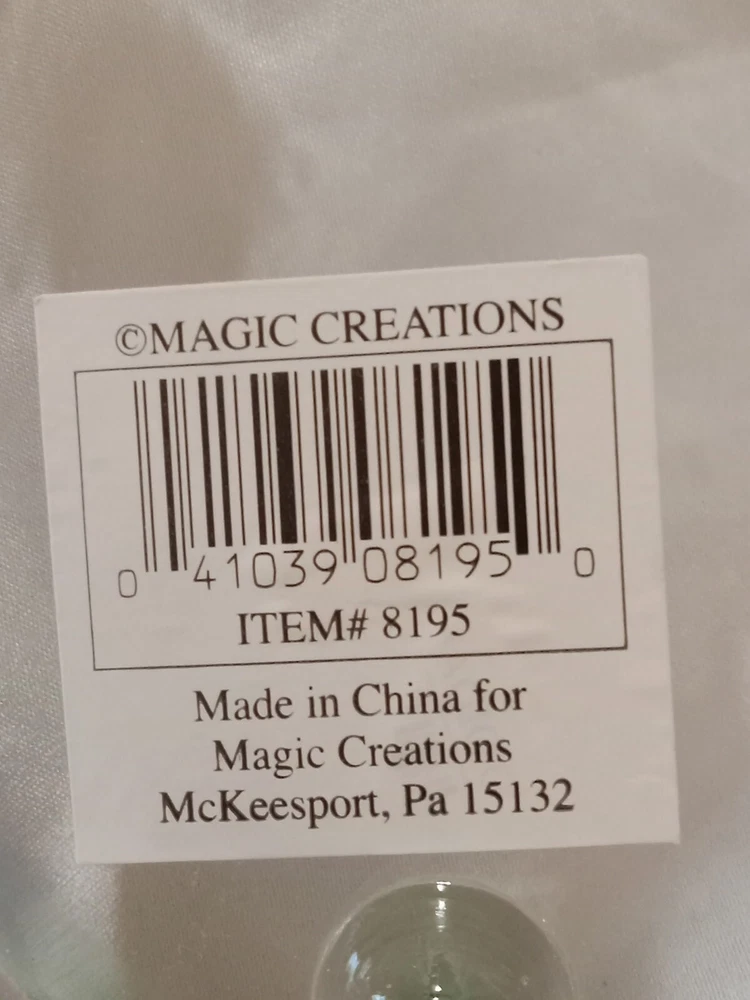 ©MAGIC CREATIONS
0 41039 08195 0
ITEM# 8195
Made in China for
Magic Creations
McKeesport, Pa 15132